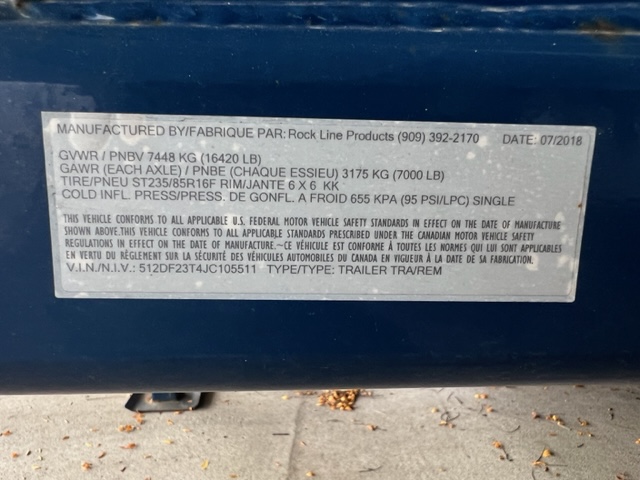 MANUFACTURED BY/FABRIQUE PAR: Rock Line Products (909) 392-2170 DATE: 07/2018
GVWR / PNBV 7448 KG (16420 LB)
GAWR (EACH AXLE) / PNBE (CHAQUE ESSIEU) 3175 KG (7000 LB)
TIRE/PNEU ST235/85R16F RIM/JANTE 6 X 6 KK
COLD INFL. PRESS/PRESS. DE GONFL. A FROID 655 KPA (95 PSI/LPC) SINGLE
THIS VEHICLE CONFORMS TO ALL APPLICABLE U.S. FEDERAL MOTOR VEHICLE SAFETY STANDARDS IN EFFECT ON THE DATE OF MANUFACTURE
SHOWN ABOVE.THIS VEHICLE CONFORMS TO ALL APPLICABLE STANDARDS PRESCRIBED UNDER THE CANADIAN MOTOR VEHICLE SAFETY
REGULATIONS IN EFFECT ON THE DATE OF MANUFACTURE.~CE VÉHICULE EST CONFORME À TOUTES LES NORMES QUI LUI SONT APPLICABLES
EN VERTU DU RÈGLEMENT SUR LA SÉCURITÉ DES VÉHICULES AUTOMOBILES DU CANADA EN VIGUEUR À LA DATE DE SA FABRICATION.
V.I.N./N.I.V.: 512DF23T4JC105511 TYPE/TYPE: TRAILER TRA/REM